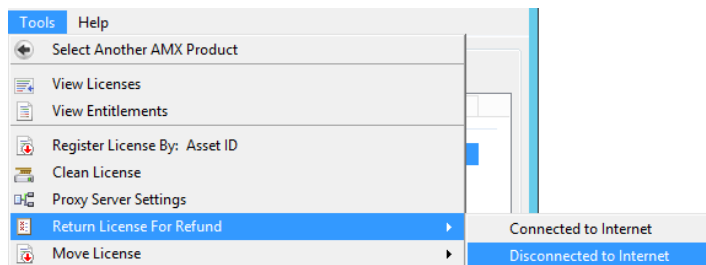 Tools Help
Select Another AMX Product
View Licenses
View Entitlements
Register License By: Asset ID
Clean License
Proxy Server Settings
Return License For Refund
Connected to Internet
Move License
Disconnected to Internet